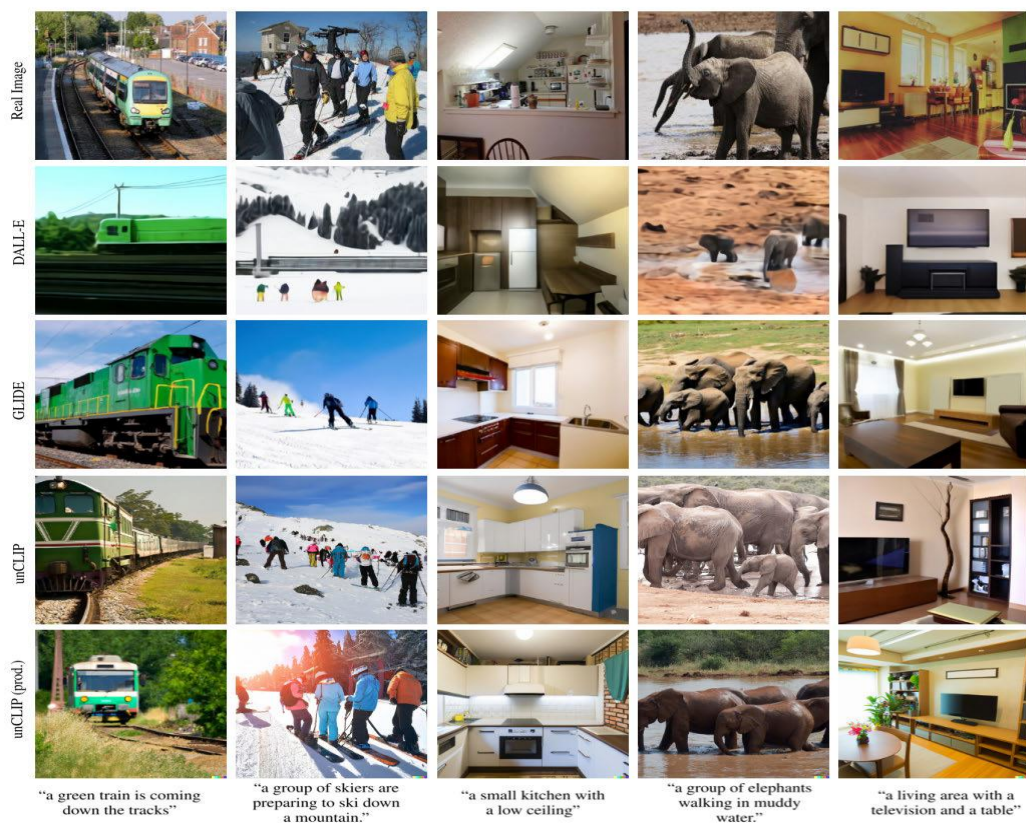 Real Image
DALL-E
GLIDE
unCLIP
unCLIP (prod.)
“a green train is coming
down the tracks”
“a group of skiers are
preparing to ski down
a mountain.”
“a small kitchen with
a low ceiling”
“a group of elephants
walking in muddy
water.”
“a living area with a
television and a table”